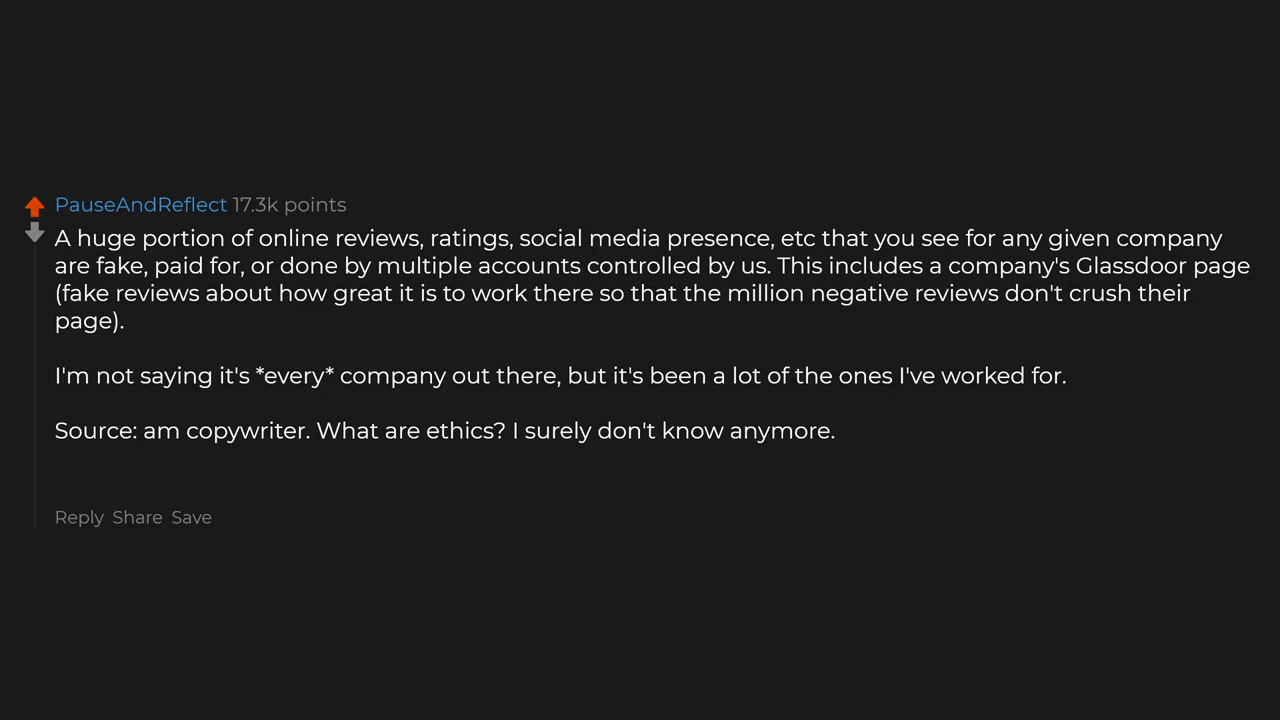 PauseAndReflect 17.3k points
A huge portion of online reviews, ratings, social media presence, etc that you see for any given company
are fake, paid for, or done by multiple accounts controlled by us. This includes a company's Glassdoor page
(fake reviews about how great it is to work there so that the million negative reviews don't crush their
page).
I'm not saying it's *every* company out there, but it's been a lot of the ones I've worked for.
Source: am copywriter. What are ethics? I surely don't know anymore.
Reply Share Save